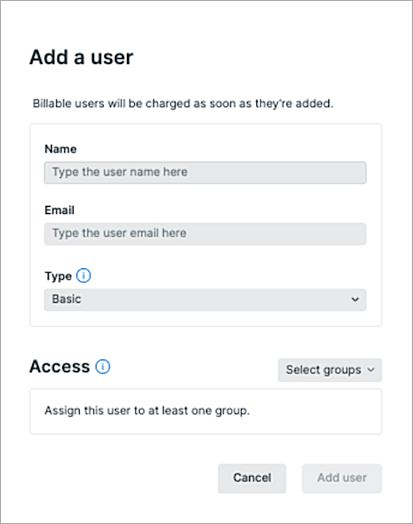 Add a user
Billable users will be charged as soon as they're added.
Name
Type the user name here
Email
Type the user email here
Type
Basic
Access
Select groups
Assign this user to at least one group.
Cancel
Add user